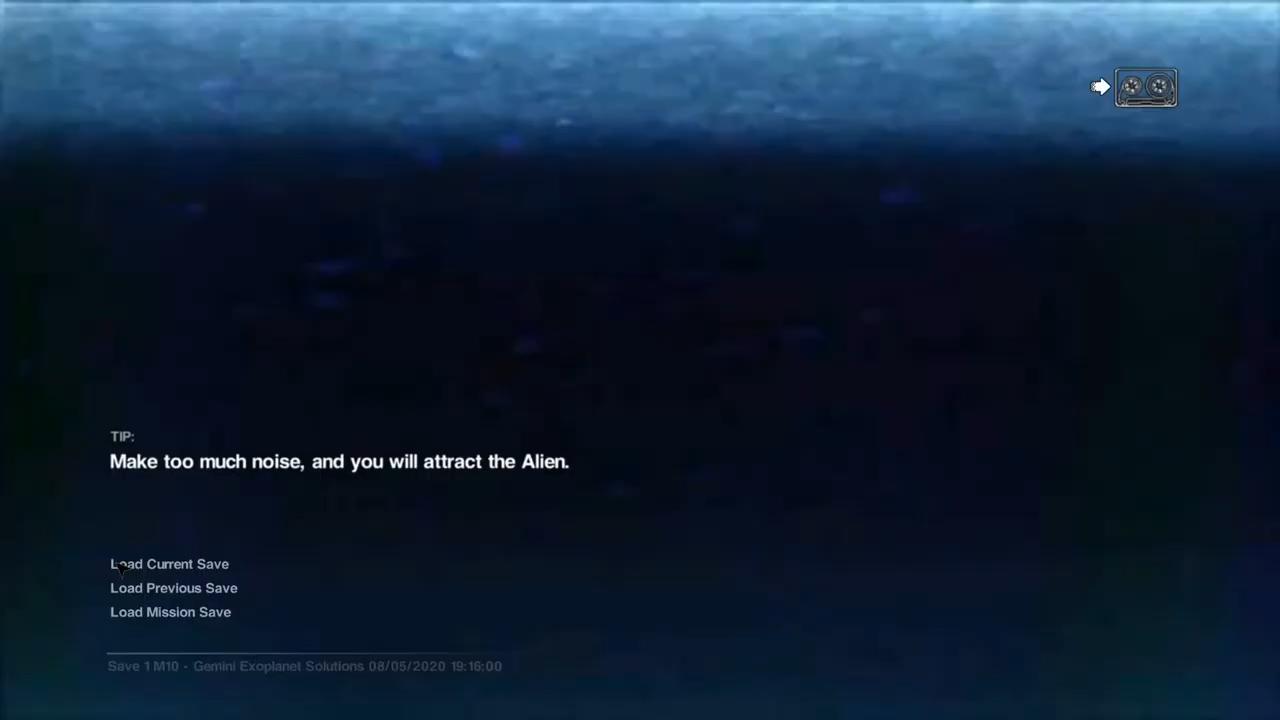 TIP:
Make too much noise, and you will attract the Alien.
Load Current Save
Load Previous Save
Load Mission Save
Save 1 M10 - Gemini Exoplanet Solutions 08/05/2020 19:16:00